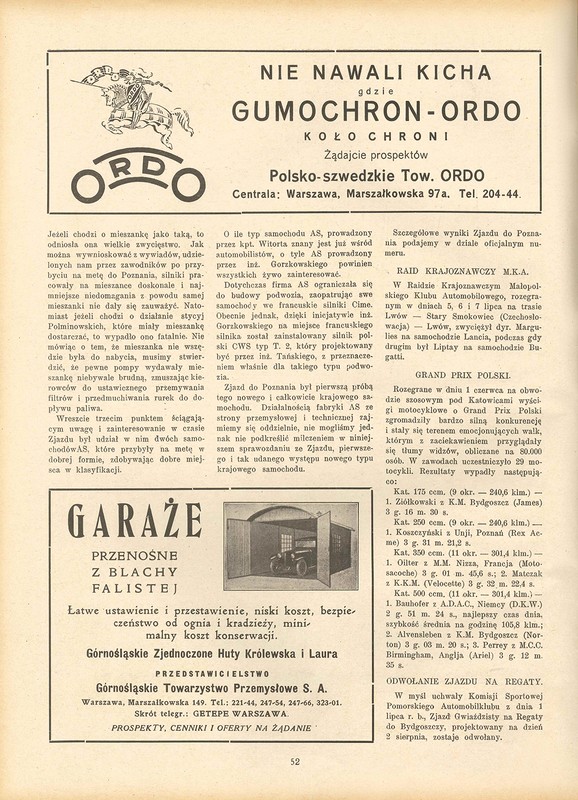 NIE NAWALI KICHA
gdzie
GUMOCHRON-ORDO
KOŁO CHRONI
Żądajcie prospektów
Polsko-szwedzkie Tow. ORDO
Centrala: Warszawa, Marszałkowska 97a. Tel. 204-44.
ORDO
Jeżeli chodzi o mieszankę jako taką, to
odniosła ona wielkie zwycięstwo. Jak
można wywnioskować z wywiadów, udzie-
lonych nam przez zawodników po przy-
byciu na metę do Poznania, silniki pra-
cowały na mieszance doskonale i naj-
mniejsze niedomagania z powodu samej
mieszanki nie dały się zauważyć. Nato-
miast jeżeli chodzi o działanie stycyj
Polminowskich, które miały mieszankę
dostarczać, to wypadło ono fatalnie. Nie
mówiąc o tem, że mieszanka nie wszę-
dzie była do nabycia, musimy stwier-
dzić, że pewne pompy wydawały mie-
szankę niebywale brudną, zmuszając kie-
rowców do ustawicznego przemywania
filtrów i przedmuchiwania rurek do do-
pływu paliwa.
Wreszcie trzecim punktem ściągają-
cym uwagę i zainteresowanie w czasie
Zjazdu był udział w nim dwóch samo-
chodówAS, które przybyły na metę w
dobrej formie, zdobywając dobre miej-
sca w klasyfikacji.
O ile typ samochodu AS, prowadzony
przez kpt. Witorta znany jest już wśród
automobilistów, o tyle AS prowadzony
przez inż. Gorzkowskiego powinien
wszystkich żywo zainteresować.
Dotychczas firma AS ograniczała się
do budowy podwozia, zaopatrując swe
samochody we francuskie silniki Cime.
Obecnie jednak, dzięki inicjatywie inż.
Gorzkowskiego na miejsce francuskiego
silnika został zainstalowany silnik pol-
ski CWS typ T. 2, który projektowany
był przez inż. Tańskiego, z przeznacze-
niem właśnie dla takiego typu podwo-
zia.
Zjazd do Poznania był pierwszą próbą
tego nowego i całkowicie krajowego sa-
mochodu. Działalnością fabryki AS ze
strony przemysłowej i technicznej zaj-
miemy się oddzielnie, nie mogliśmy jed-
nak nie podkreślić milczeniem w niniej-
szem sprawozdaniu ze Zjazdu, pierwsze-
go i tak udanego występu nowego typu
krajowego samochodu.
Szczegółowe wyniki Zjazdu do Pozna-
nia podajemy w dziale oficjalnym nu-
meru.
RAID KRAJOZNAWCZY M.K.A.
W Raidzie Krajoznawczym Małopol-
skiego Klubu Automobilowego, rozegra-
nym w dniach 5, 6 i 7 lipca na trasie
Lwów — Stary Smokowiec (Czechosło-
wacja) — Lwów, zwyciężył dyr. Margu-
lies na samochodzie Lancia, podczas gdy
drugim był Liptay na samochodzie Bu-
gatti.
GRAND PRIX POLSKI.
Rozegrane w dniu 1 czerwca na obwo-
dzie szosowym pod Katowicami wyści-
gi motocyklowe o Grand Prix Polski
zgromadziły bardzo silną konkurencję
i stały się terenem emocjonujących walk,
którym z zaciekawieniem przyglądały
się tłumy widzów, obliczane na 80.000
osób. W zawodach uczestniczyło 29 mo-
tocykli. Rezultaty wypadły następują-
co:
Kat. 175 ccm. (9 okr. — 240,6 klm.) —
1. Ziółkowski z K.M. Bydgoszcz (James)
3 g. 16 m. 30 s.
Kat. 250 ccm. (9 okr. — 240,6 klm.) —
1. Koszczyński z Unji, Poznań (Rex Ac-
me) 3 g. 31 m. 21,2 s.
Kat. 350 ccm. (11 okr. — 301,4 klm.) —
1. Oilter z M.M. Nizza, Francja (Moto-
sacoche) 3 g. 01 m. 45,6 s.; 2. Matczak
z K.K.M. (Velocette) 3 g. 32 m. 22,4 s.
Kat. 500 ccm. (11 okr. — 301,4 klm.) —
1. Bauhofer z A.D.A.C., Niemcy (D.K.W.)
2 g. 51 m. 24 s., najlepszy czas dnia,
szybkość średnia na godzinę 105,8 klm.;
2. Alvensleben z K.M. Bydgoszcz (Nor-
ton) 3 g. 03 m. 20 s.; 3. Perrey z M.C.C.
Birmingham, Anglja (Ariel) 3 g. 12 m.
35 s.
ODWOŁANIE ZJAZDU NA REGATY.
W myśl uchwały Komisji Sportowej
Pomorskiego Automobilklubu z dnia 1
lipca r. b., Zjazd Gwiaździsty na Regaty
do Bydgoszczy, projektowany na dzień
2 sierpnia, zostaje odwołany.
GARAŻE
PRZENOŚNE
Z BLACHY
FALISTEJ
Łatwe ustawienie i przestawienie, niski koszt, bezpie-
czeństwo od ognia i kradzieży, mini-
malny koszt konserwacji.
Górnośląskie Zjednoczone Huty Królewska i Laura
PRZEDSTAWICIELSTWO
Górnośląskie Towarzystwo Przemysłowe S. A.
Warszawa, Marszałkowska 149. Tel.: 221-44, 247-54, 247-66, 323-01.
Skrót telegr.: GETEPE WARSZAWA.
PROSPEKTY, CENNIKI I OFERTY NA ŻĄDANIE
52